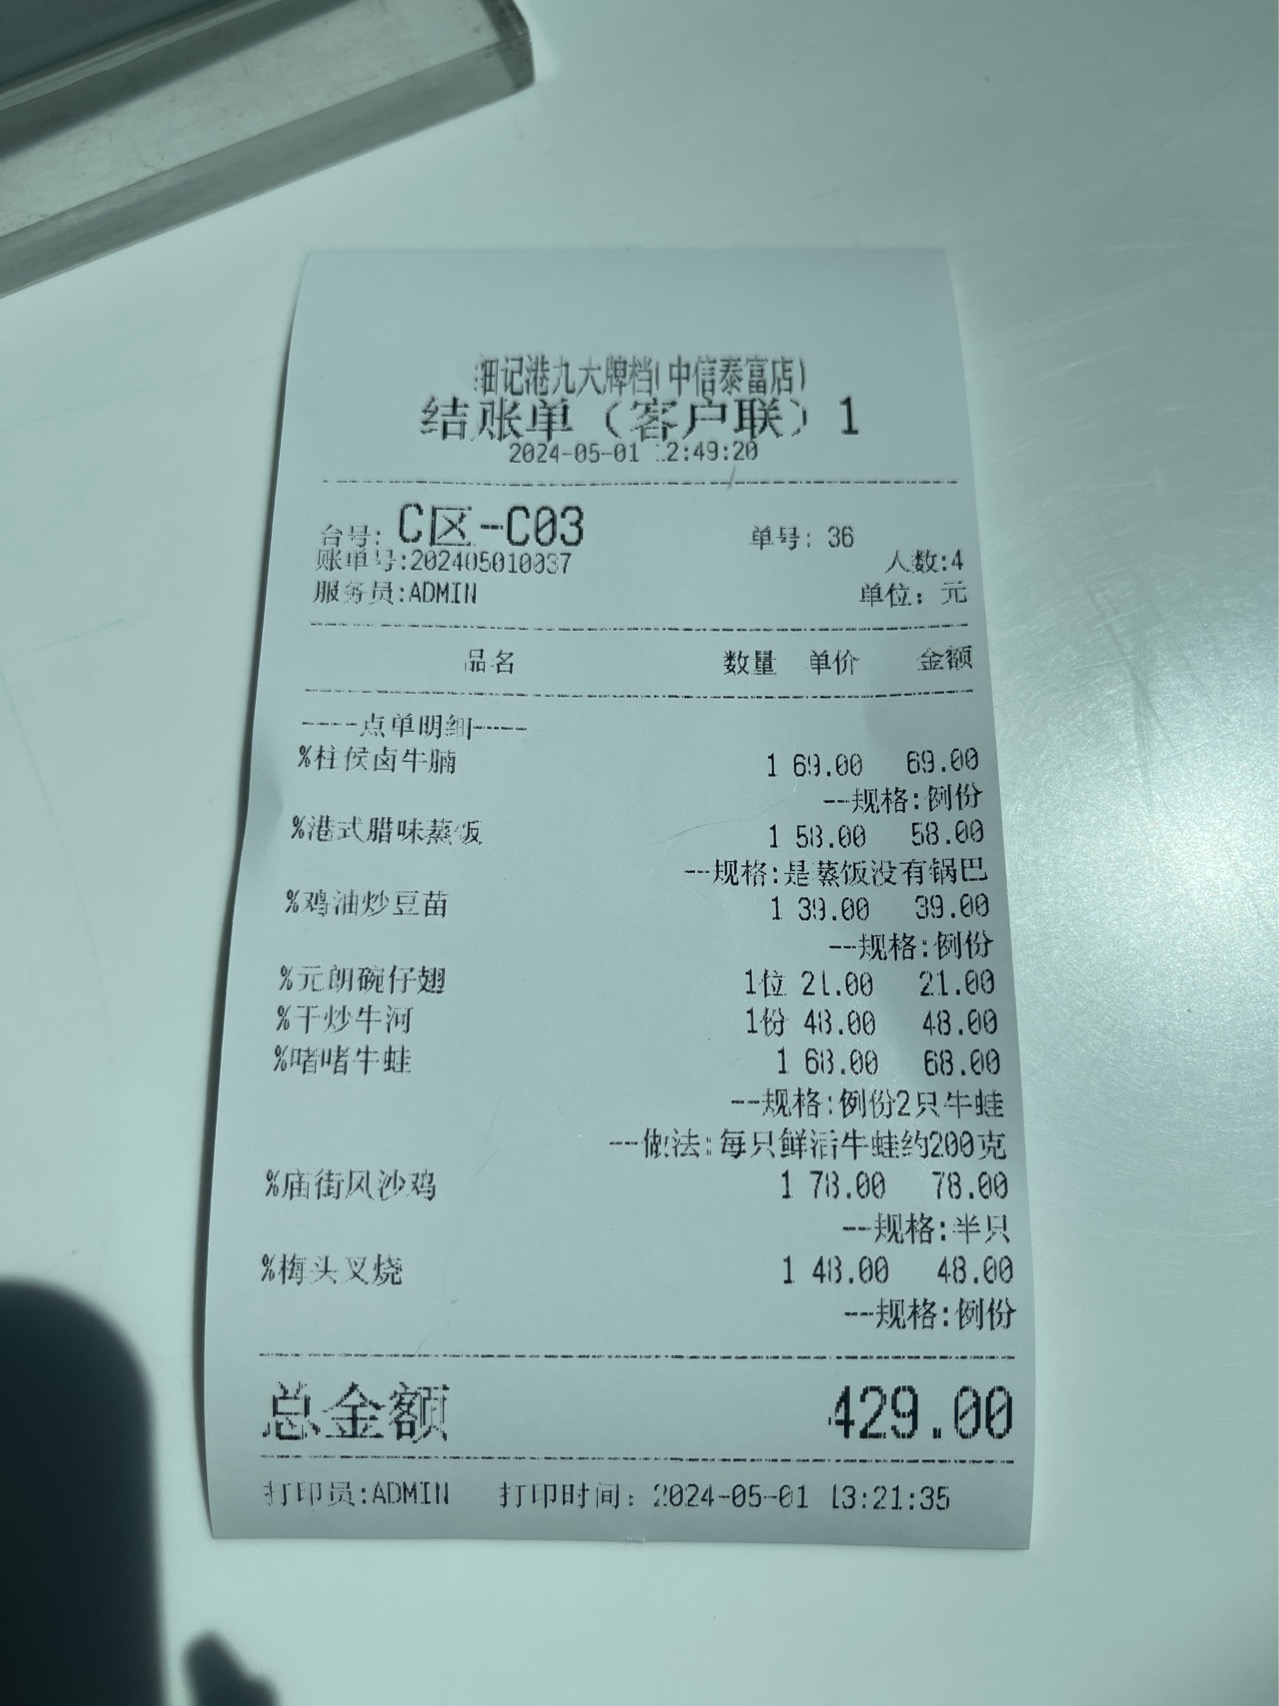 细记港九大牌档(中信泰富店)
结账单（客户联）1
2024-05-01 12:49:20
台号: C区-C03 单号: 36
账单号:202405010037 人数:4
服务员:ADMIN 单位: 元
品名 数量 单价 金额
----点单明细----
%柱侯卤牛腩 1 69.00 69.00
--规格:例份
%港式腊味蒸饭 1 58.00 58.00
--规格:是蒸饭没有锅巴
%鸡油炒豆苗 1 39.00 39.00
--规格:例份
%元朗碗仔翅 1位 21.00 21.00
%干炒牛河 1份 48.00 48.00
%啫啫牛蛙 1 68.00 68.00
--规格:例份2只牛蛙
--做法:每只鲜活牛蛙约200克
%庙街风沙鸡 1 78.00 78.00
--规格:半只
%梅头叉烧 1 48.00 48.00
--规格:例份
总金额 429.00
打印员:ADMIN 打印时间: 2024-05-01 13:21:35